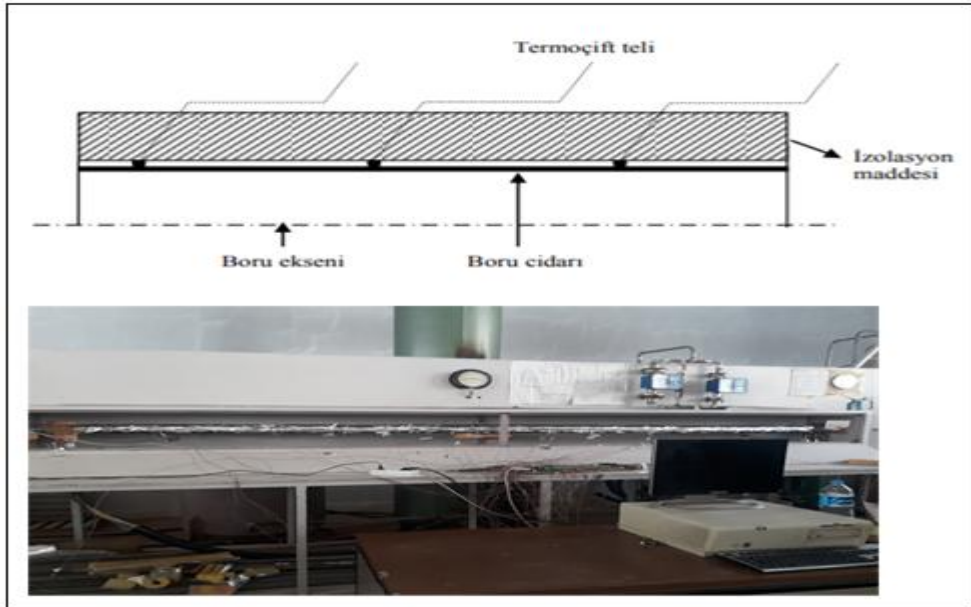 Termoçift teli
İzolasyon
maddesi
Boru ekseni
Boru cidarı